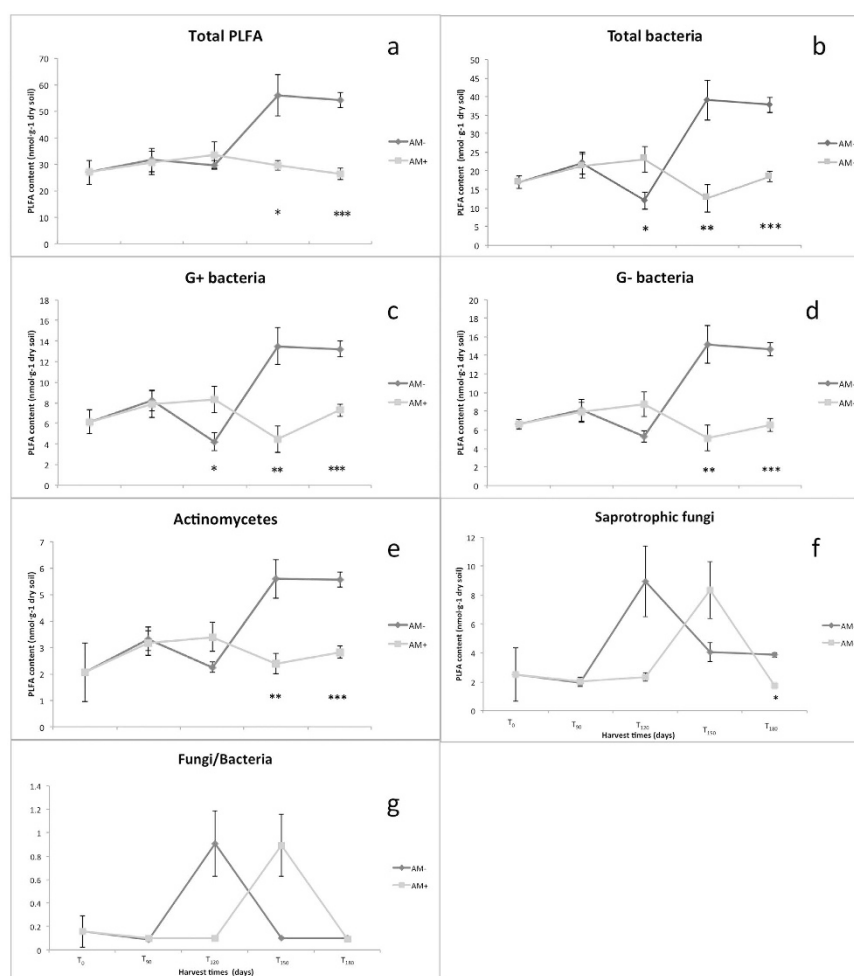 Total PLFA
a
PLFA content (nmol·g-1 dry soil)
70
60
50
40
30
20
10
0
AM-
AM+
*
***
Total bacteria
b
PLFA content (nmol·g-1 dry soil)
50
45
40
35
30
25
20
15
10
5
0
AM-
AM-
*
**
***
G+ bacteria
c
PLFA content (nmol·g-1 dry soil)
18
16
14
12
10
8
6
4
2
0
AM-
AM+
*
**
***
G- bacteria
d
PLFA content (nmol·g-1 dry soil)
20
18
16
14
12
10
8
6
4
2
0
AM-
AM-
**
***
Actinomycetes
e
PLFA content (nmol·g-1 dry soil)
7
6
5
4
3
2
1
0
AM-
AM+
**
***
Saprotrophic fungi
f
PLFA content (nmol·g-1 dry soil)
12
10
8
6
4
2
0
AM-
AM-
*
T0 T90 T120 T150 T180
Harvest times (days)
Fungi/Bacteria
g
1.4
1.2
1
0.8
0.6
0.4
0.2
0
AM-
AM+
T0 T90 T120 T150 T180
Harvest times (days)